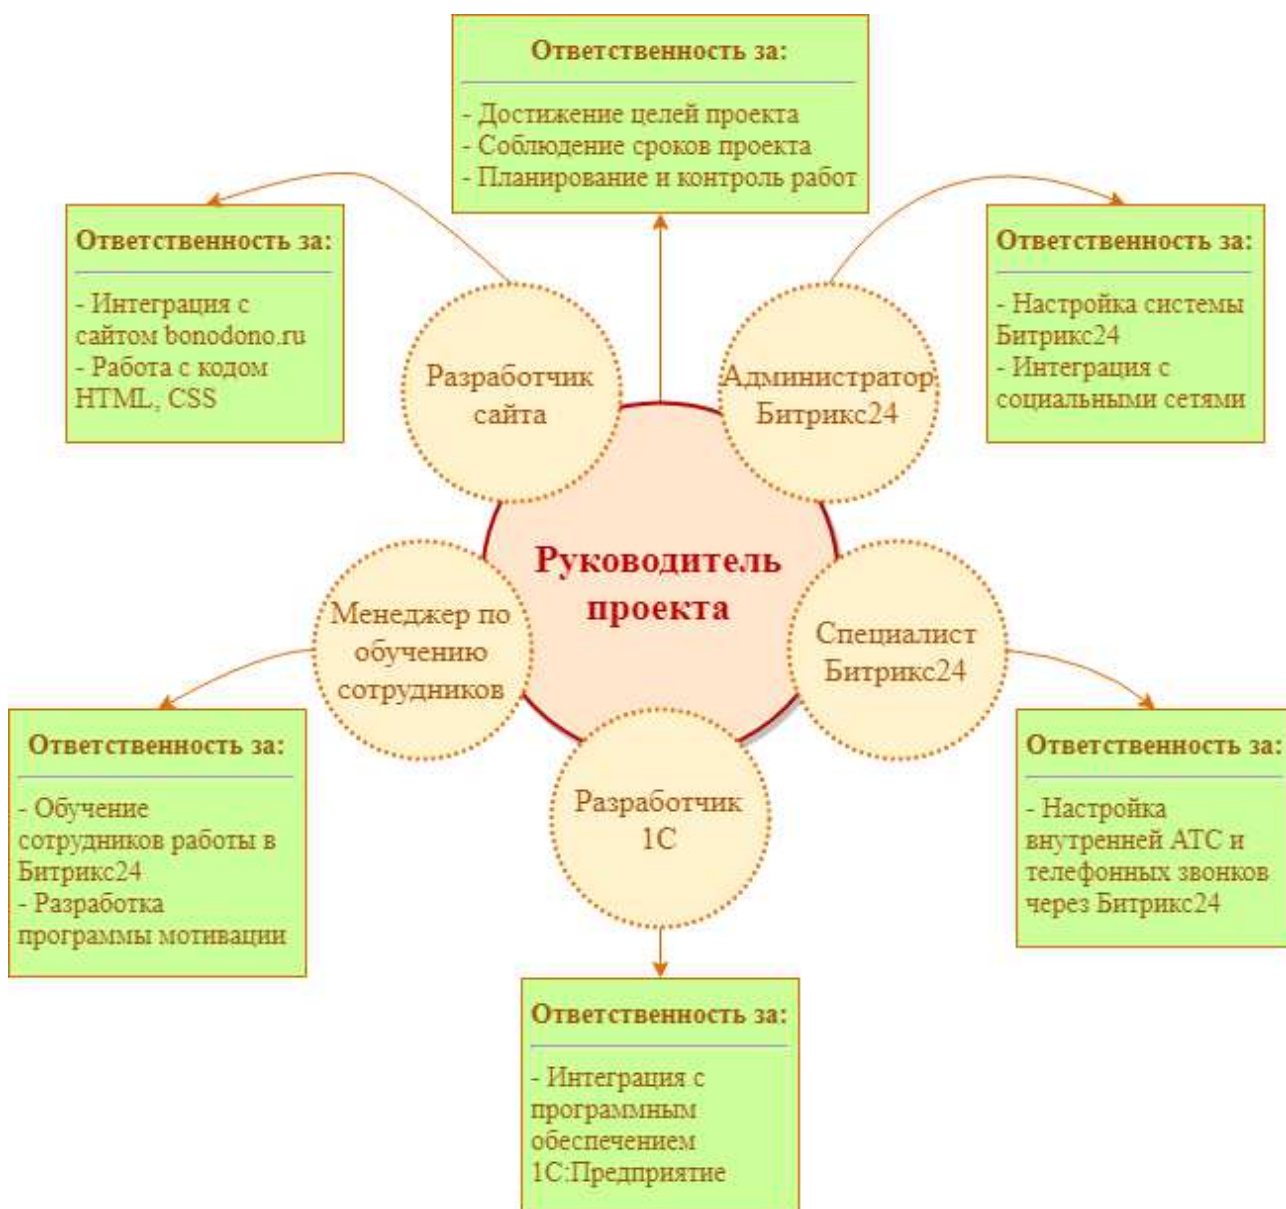 Ответственность за:
- Достижение целей проекта
- Соблюдение сроков проекта
- Планирование и контроль работ
Ответственность за:
- Интеграция с
сайтом bonodono.ru
- Работа с кодом
HTML, CSS
Ответственность за:
- Настройка системы
Битрикс24
- Интеграция с
социальными сетями
Разработчик
сайта
Администратор
Битрикс24
Руководитель
проекта
Менеджер по
обучению
сотрудников
Специалист
Битрикс24
Разработчик
1С
Ответственность за:
- Обучение
сотрудников работы в
Битрикс24
- Разработка
программы мотивации
Ответственность за:
- Настройка
внутренней АТС и
телефонных звонков
через Битрикс24
Ответственность за:
- Интеграция с
программным
обеспечением
1С:Предприятие